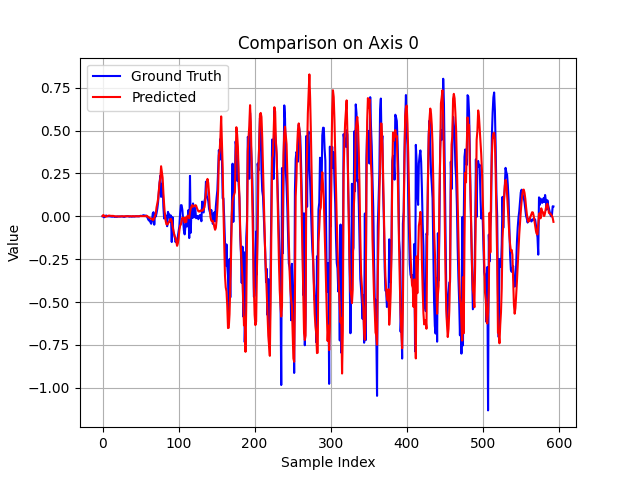 Comparison on Axis 0
Ground Truth
Predicted
0.75
0.50
0.25
0.00
−0.25
−0.50
−0.75
−1.00
Value
0 100 200 300 400 500 600
Sample Index